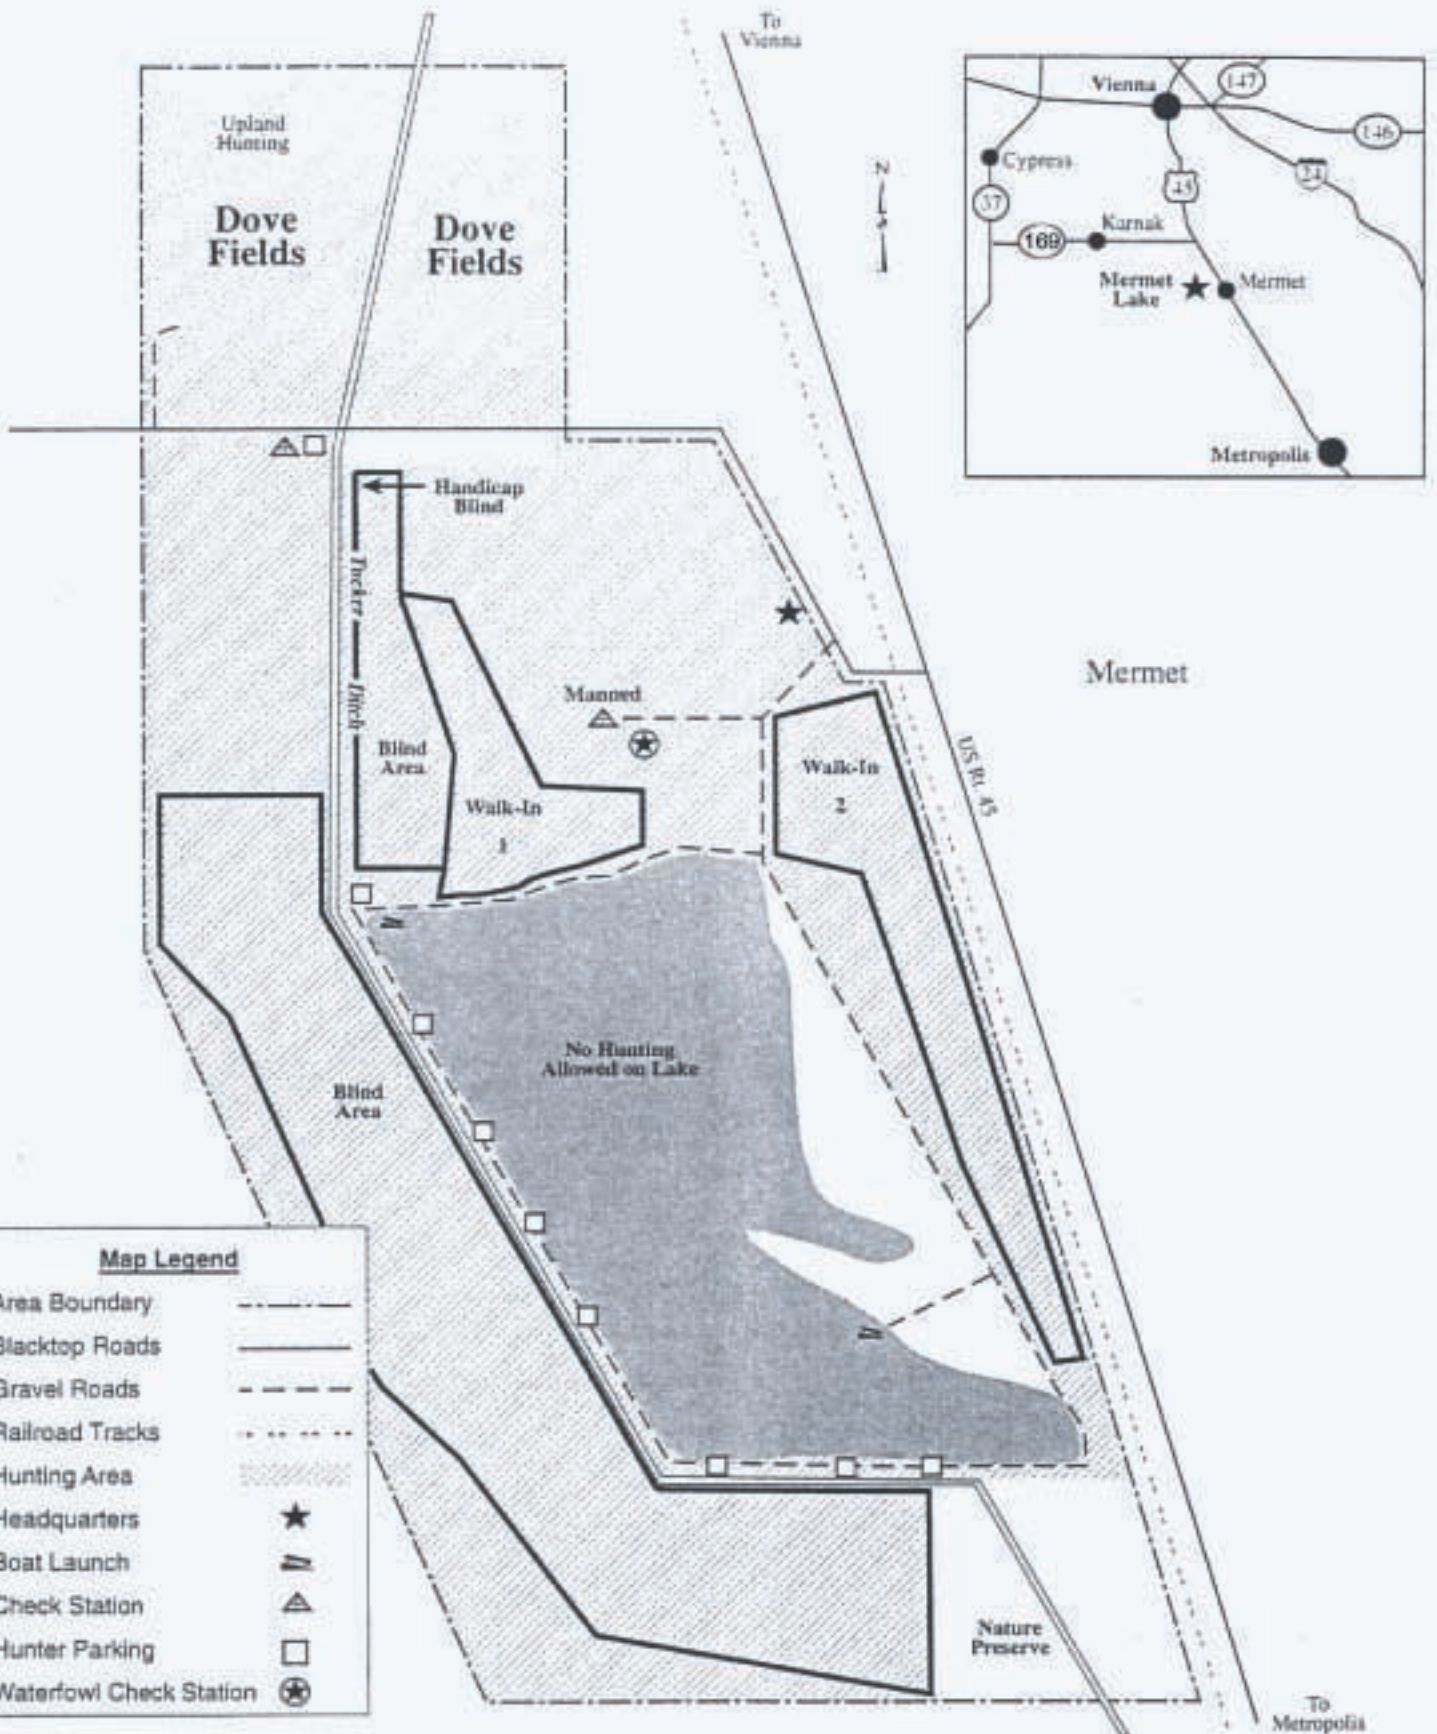 To
Vienna
Upland
Hunting
Dove
Fields
Dove
Fields
N
Vienna
147
146
Cypress
24
45
37
Karnak
169
Mermet
Lake
Mermet
Metropolis
Handicap
Blind
Tucker Ditch
Manned
Mermet
Blind
Area
Walk-In
1
Walk-In
2
US Rt. 45
No Hunting
Allowed on Lake
Blind
Area
Map Legend
Area Boundary
Blacktop Roads
Gravel Roads
Railroad Tracks
Hunting Area
Headquarters
Boat Launch
Check Station
Hunter Parking
Waterfowl Check Station
Nature
Preserve
To
Metropolis